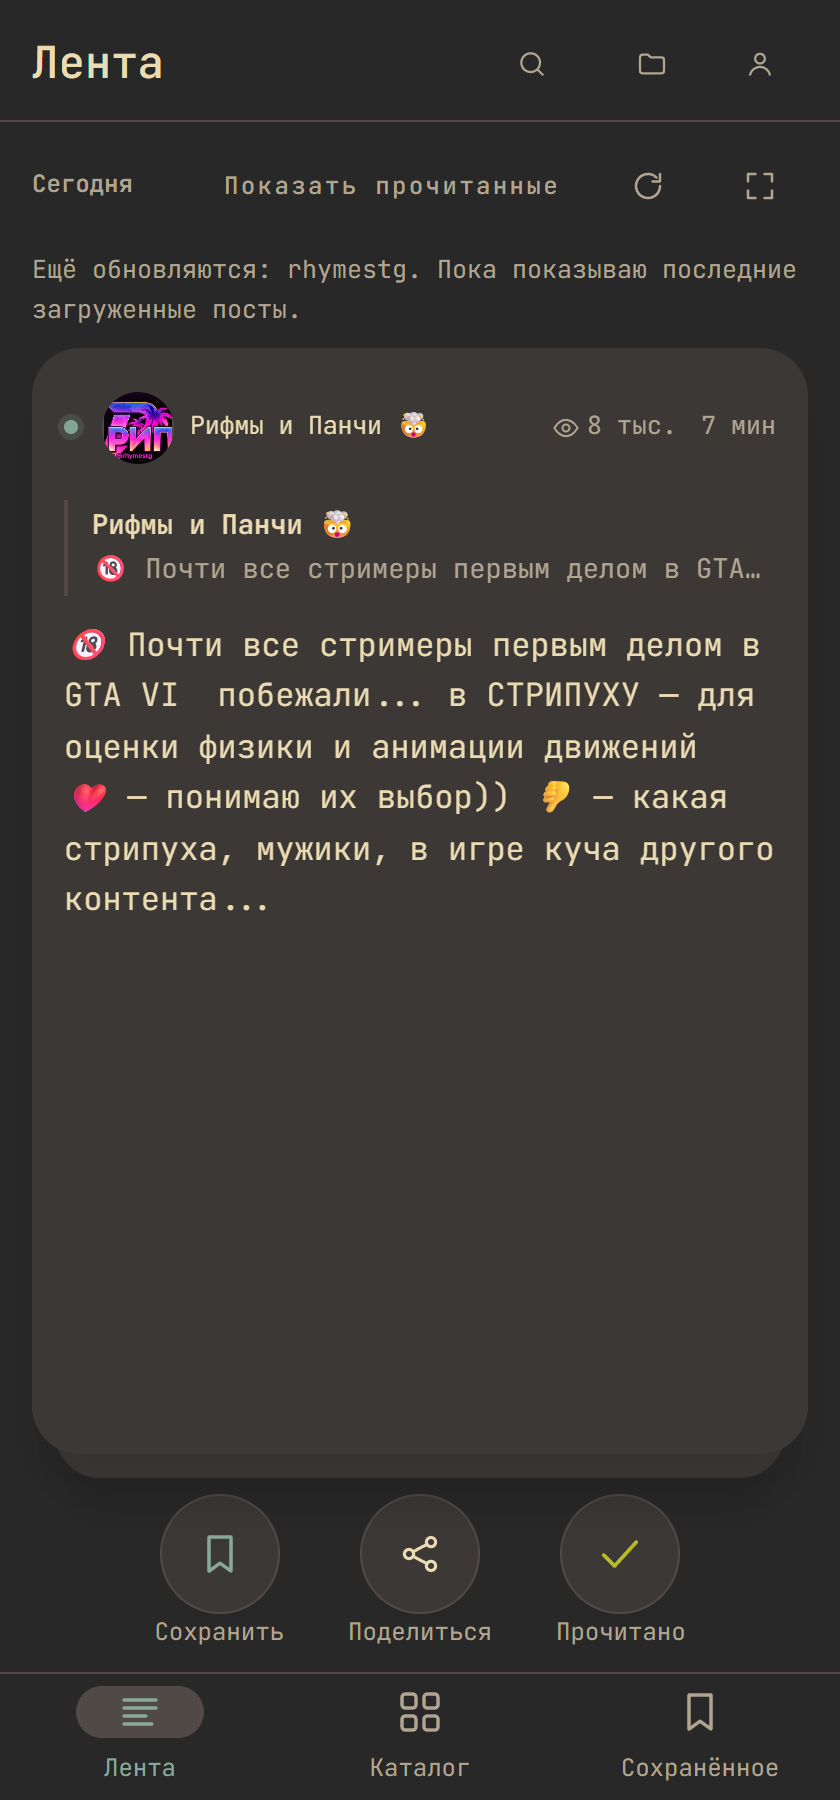 Лента
Сегодня Показать прочитанные
Ещё обновляются: rhymestg. Пока показываю последние
загруженные посты.
РИП
@rhymestg
Рифмы и Панчи 🤯 8 тыс. 7 мин
Рифмы и Панчи 🤯
🔞 Почти все стримеры первым делом в GTA…
🔞 Почти все стримеры первым делом в
GTA VI побежали... в СТРИПУХУ — для
оценки физики и анимации движений
❤️ — понимаю их выбор)) 👎 — какая
стрипуха, мужики, в игре куча другого
контента...
Сохранить Поделиться Прочитано
Лента Каталог Сохранённое